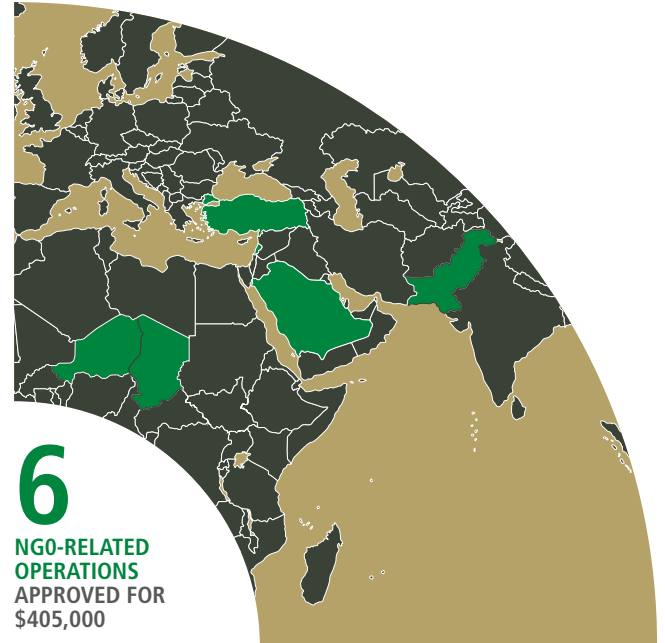 6
NG0-RELATED
OPERATIONS
APPROVED FOR
$405,000